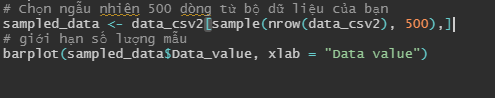 # Chọn ngẫu nhiên 500 dòng từ bộ dữ liệu của bạn
sampled_data <- data_csv2[sample(nrow(data_csv2), 500),]
# giới hạn số lượng mẫu
barplot(sampled_data$Data_value, xlab = "Data value")